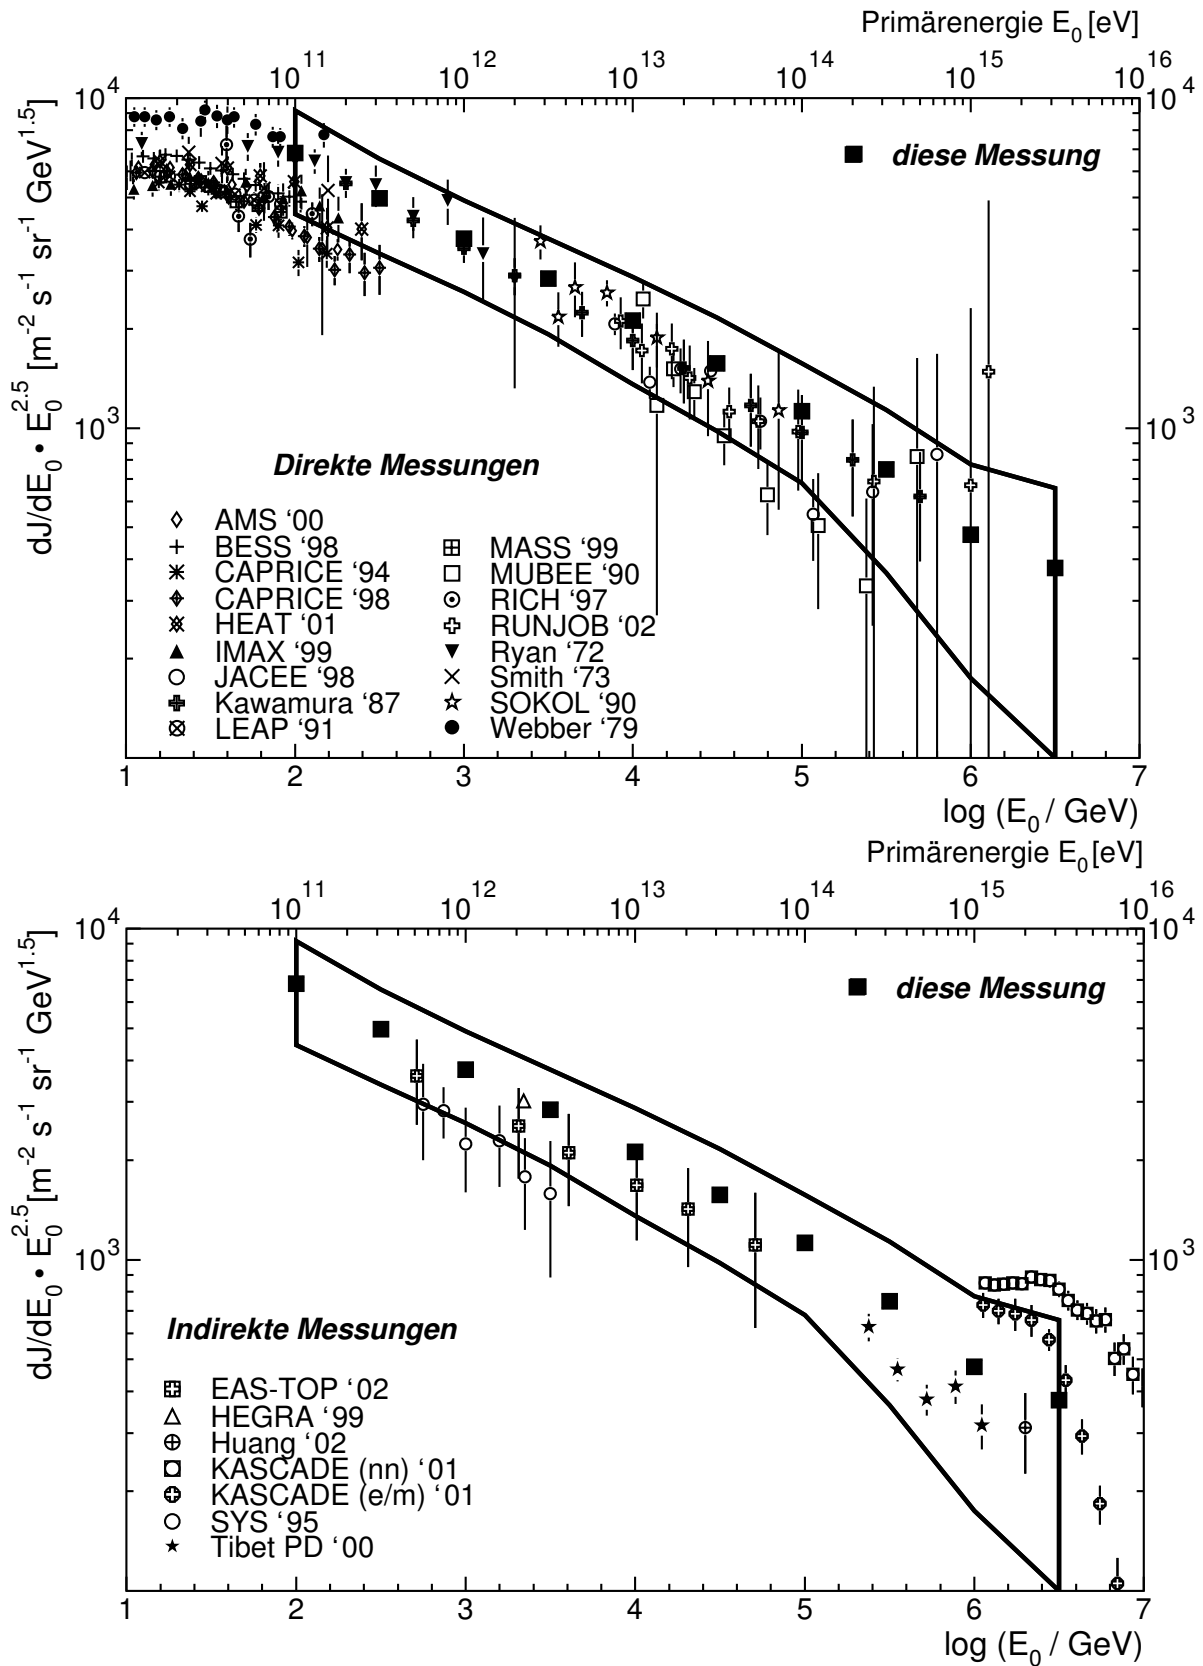 Primärenergie E0 [eV]
10^11 10^12 10^13 10^14 10^15 10^16
10^4 10^4
diese Messung
dJ/dE0 • E0^2.5 [m^-2 s^-1 sr^-1 GeV^1.5]
10^3 10^3
Direkte Messungen
AMS ‘00
BESS ‘98
CAPRICE ‘94
CAPRICE ‘98
HEAT ‘01
IMAX ‘99
JACEE ‘98
Kawamura ‘87
LEAP ‘91
MASS ‘99
MUBEE ‘90
RICH ‘97
RUNJOB ‘02
Ryan ‘72
Smith ‘73
SOKOL ‘90
Webber ‘79
1 2 3 4 5 6 7
log (E0 / GeV)
Primärenergie E0 [eV]
10^11 10^12 10^13 10^14 10^15 10^16
10^4 10^4
diese Messung
dJ/dE0 • E0^2.5 [m^-2 s^-1 sr^-1 GeV^1.5]
10^3 10^3
Indirekte Messungen
EAS-TOP ‘02
HEGRA ‘99
Huang ‘02
KASCADE (nn) ‘01
KASCADE (e/m) ‘01
SYS ‘95
Tibet PD ‘00
1 2 3 4 5 6 7
log (E0 / GeV)